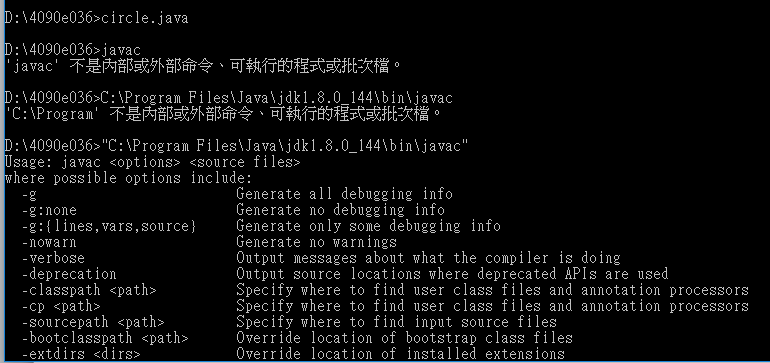 D:\4090e036>circle.java
D:\4090e036>javac
'javac' 不是內部或外部命令、可執行的程式或批次檔。
D:\4090e036>C:\Program Files\Java\jdk1.8.0_144\bin\javac
'C:\Program' 不是內部或外部命令、可執行的程式或批次檔。
D:\4090e036>"C:\Program Files\Java\jdk1.8.0_144\bin\javac"
Usage: javac <options> <source files>
where possible options include:
-g Generate all debugging info
-g:none Generate no debugging info
-g:{lines,vars,source} Generate only some debugging info
-nowarn Generate no warnings
-verbose Output messages about what the compiler is doing
-deprecation Output source locations where deprecated APIs are used
-classpath <path> Specify where to find user class files and annotation processors
-cp <path> Specify where to find user class files and annotation processors
-sourcepath <path> Specify where to find input source files
-bootclasspath <path> Override location of bootstrap class files
-extdirs <dirs> Override location of installed extensions